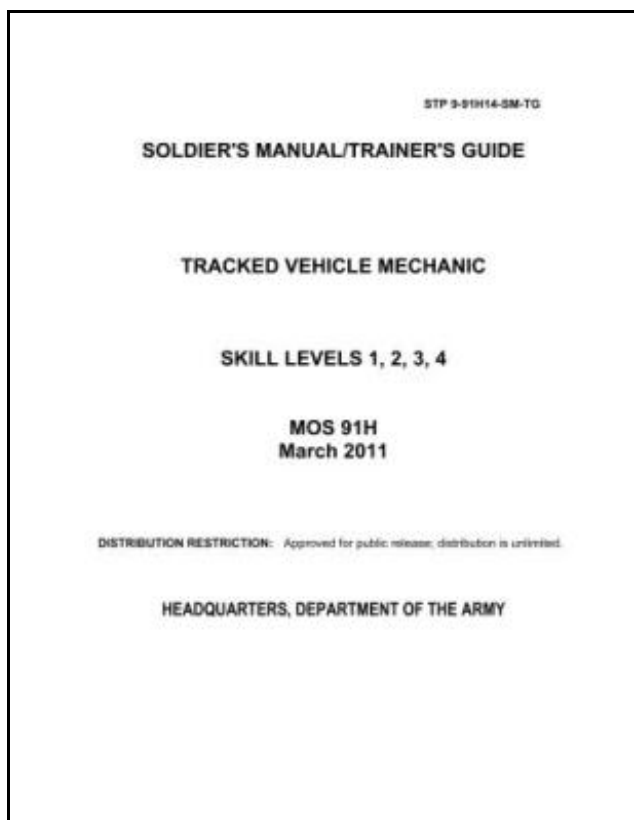 STP 9-91H14-SM-TG
SOLDIER'S MANUAL/TRAINER'S GUIDE
TRACKED VEHICLE MECHANIC
SKILL LEVELS 1, 2, 3, 4
MOS 91H
March 2011
DISTRIBUTION RESTRICTION: Approved for public release; distribution is unlimited.
HEADQUARTERS, DEPARTMENT OF THE ARMY